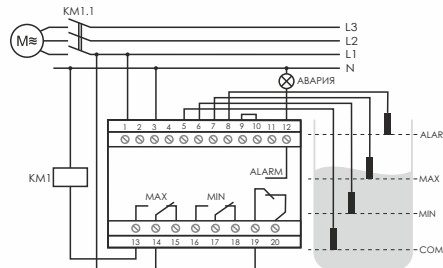 KM1.1
M≋
L3
L2
L1
N
АВАРИЯ
1 2 3 4 5 6 7 8 9 10 11 12
ALAR
ALARM
KM1
MAX
MIN
MAX
MIN
13 14 15 16 17 18 19 20
COM